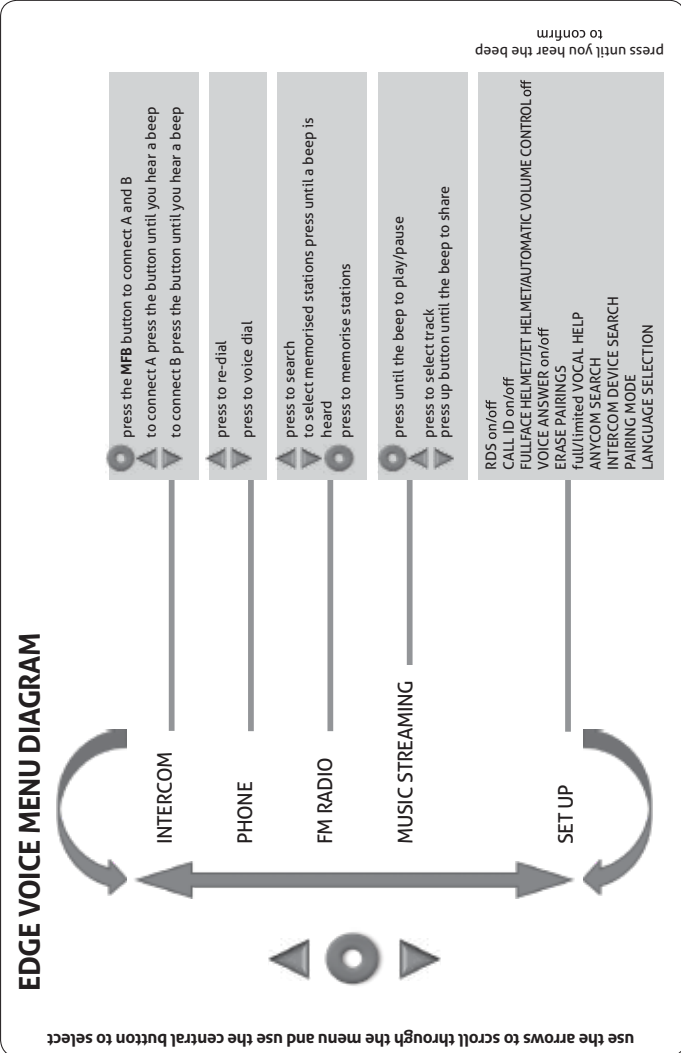 EDGE VOICE MENU DIAGRAM
use the arrows to scroll through the menu and use the central button to select
INTERCOM
press the MFB button to connect A and B
to connect A press the button until you hear a beep
to connect B press the button until you hear a beep
PHONE
press to re-dial
press to voice dial
FM RADIO
press to search
to select memorised stations press until a beep is
heard
press to memorise stations
MUSIC STREAMING
press until the beep to play/pause
press to select track
press up button until the beep to share
SET UP
RDS on/off
CALL ID on/off
FULLFACE HELMET/JET HELMET/AUTOMATIC VOLUME CONTROL off
VOICE ANSWER on/off
ERASE PAIRINGS
full/limited VOCAL HELP
ANYCOM SEARCH
INTERCOM DEVICE SEARCH
PAIRING MODE
LANGUAGE SELECTION
press until you hear the beep
to confirm